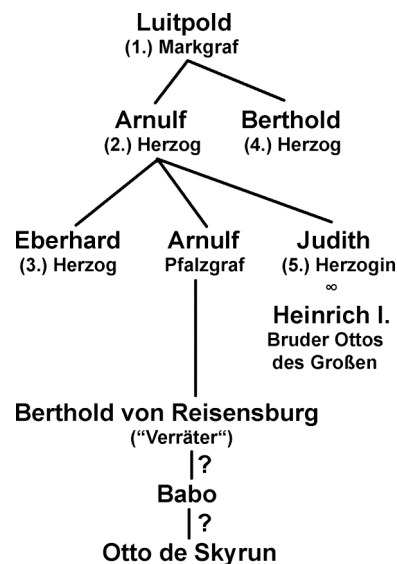 Luitpold
(1.) Markgraf
Arnulf Berthold
(2.) Herzog (4.) Herzog
Eberhard Arnulf Judith
(3.) Herzog Pfalzgraf (5.) Herzogin
∞
Heinrich I.
Bruder Ottos
des Großen
Berthold von Reisensburg
(“Verräter“)
?
Babo
?
Otto de Skyrun